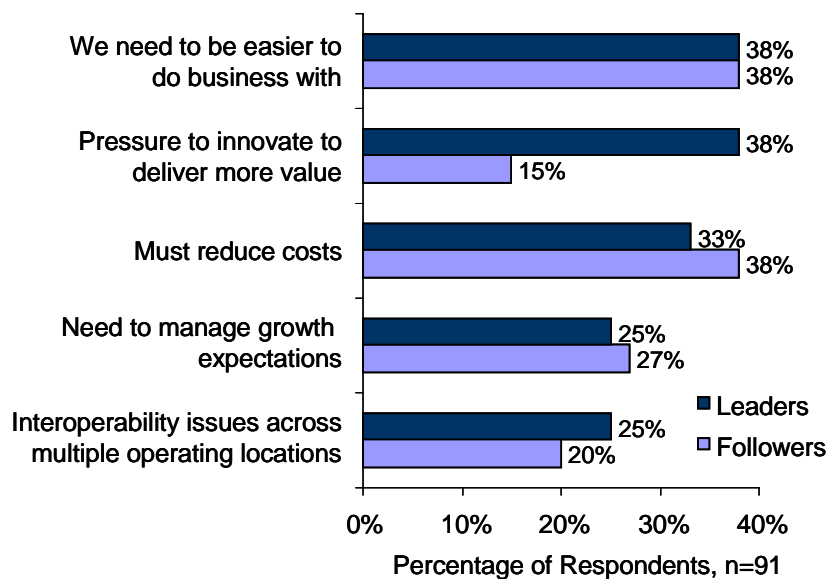 We need to be easier to
do business with
38%
38%
Pressure to innovate to
deliver more value
38%
15%
Must reduce costs
33%
38%
Need to manage growth
expectations
25%
27%
Interoperability issues across
multiple operating locations
25%
20%
Leaders
Followers
0% 10% 20% 30% 40%
Percentage of Respondents, n=91